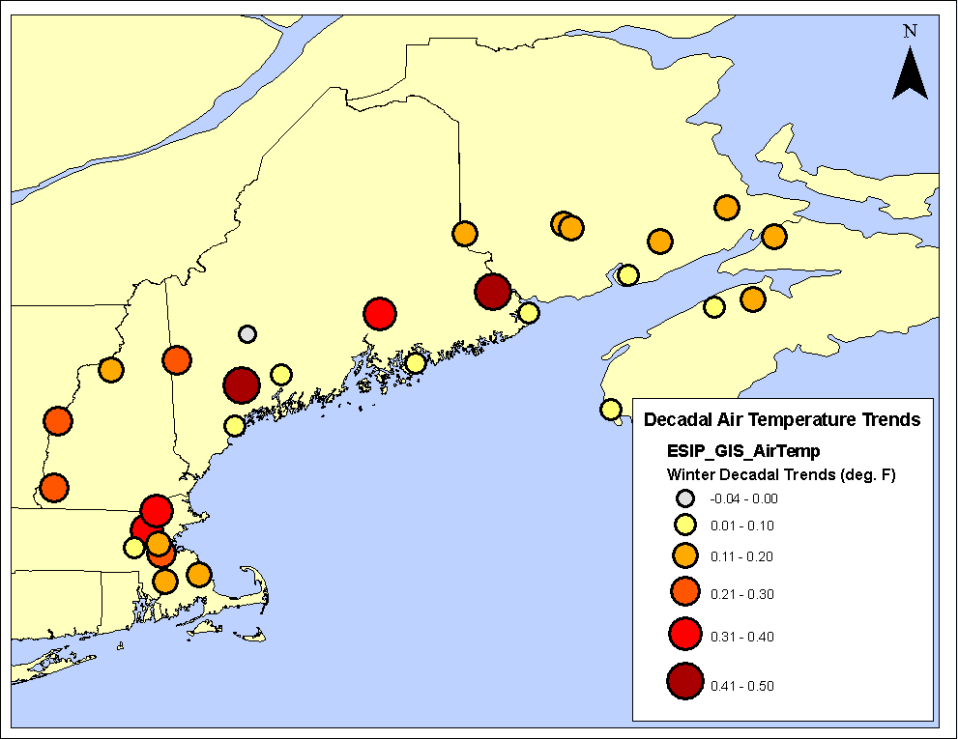 N
Decadal Air Temperature Trends
ESIP_GIS_AirTemp
Winter Decadal Trends (deg. F)
-0.04 - 0.00
0.01 - 0.10
0.11 - 0.20
0.21 - 0.30
0.31 - 0.40
0.41 - 0.50